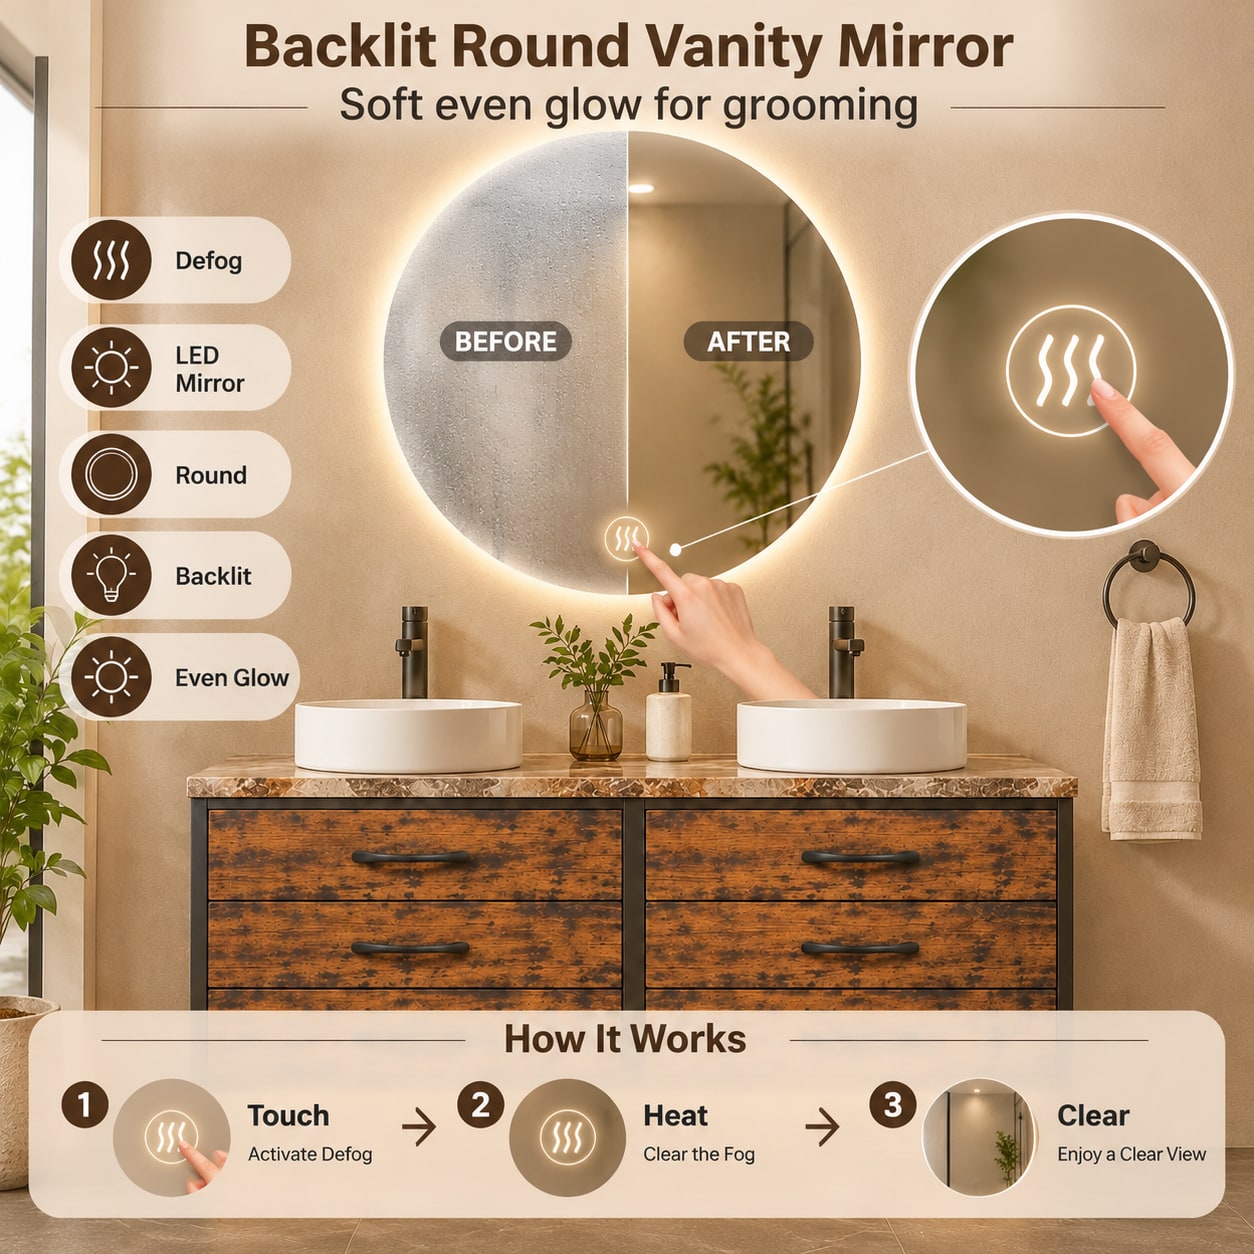 Backlit Round Vanity Mirror
Soft even glow for grooming
Defog
LED
Mirror
Round
Backlit
Even Glow
BEFORE
AFTER
How It Works
1
Touch
Activate Defog
2
Heat
Clear the Fog
3
Clear
Enjoy a Clear View